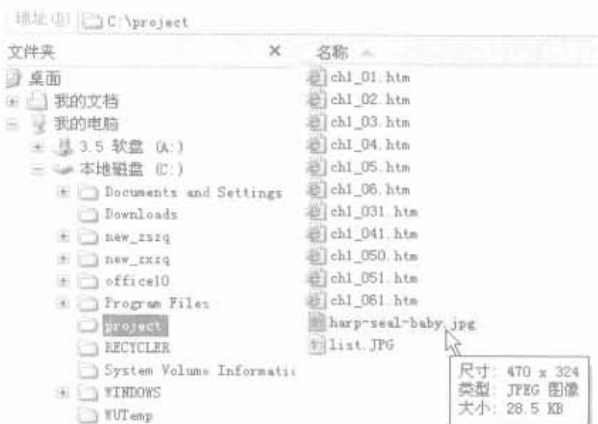 地址(D) C:\project
文件夹 ×
桌面
我的文档
我的电脑
3.5 软盘 (A:)
本地磁盘 (C:)
Documents and Settings
Downloads
new_zszq
new_zxzq
office10
Program Files
project
RECYCLER
System Volume Informatic
WINDOWS
WUTemp
名称
ch1_01.htm
ch1_02.htm
ch1_03.htm
ch1_04.htm
ch1_05.htm
ch1_06.htm
ch1_031.htm
ch1_041.htm
ch1_050.htm
ch1_051.htm
ch1_061.htm
harp-seal-baby.jpg
list.JPG
尺寸: 470 x 324
类型: JPEG 图像
大小: 28.5 KB